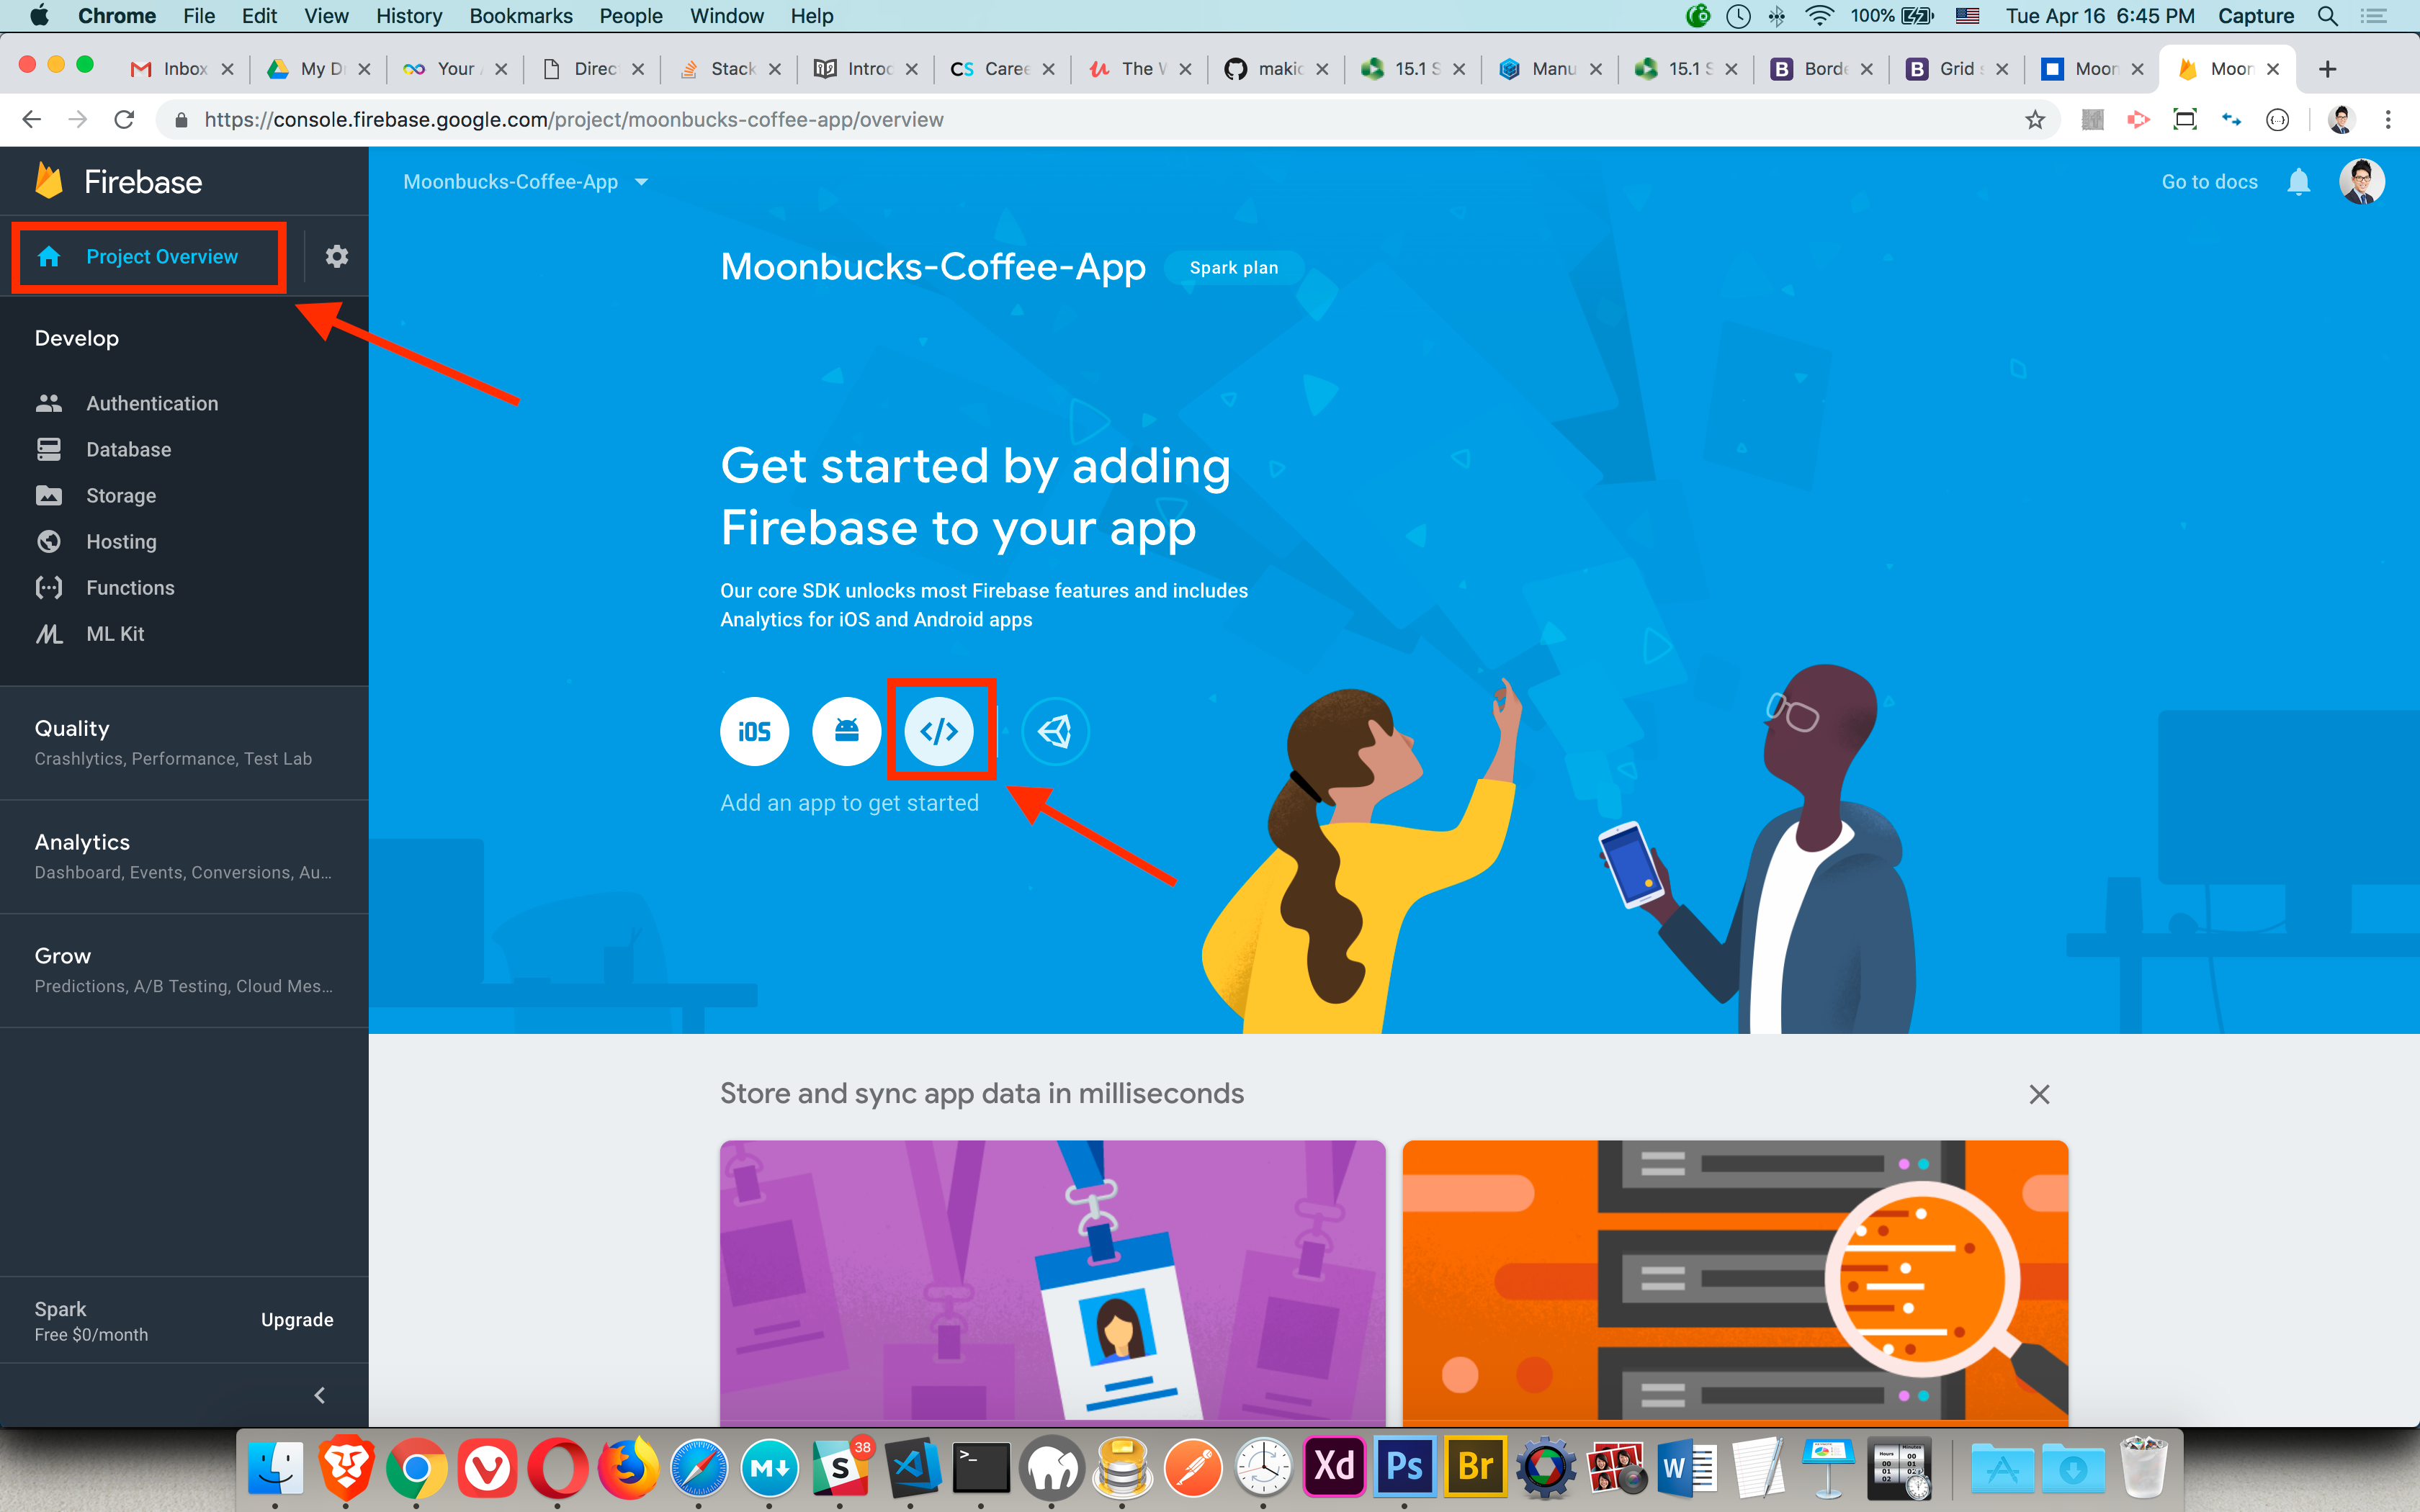 Chrome File Edit View History Bookmarks People Window Help
100% Tue Apr 16 6:45 PM Capture
Inbox My Dr Your Direc Stack Introc CS Caree The makic 15.1 S Manu 15.1 S B Borde B Grid Moon Moon
https://console.firebase.google.com/project/moonbucks-coffee-app/overview
Firebase
Project Overview
Develop
Authentication
Database
Storage
Hosting
Functions
ML Kit
Quality
Crashlytics, Performance, Test Lab
Analytics
Dashboard, Events, Conversions, Au...
Grow
Predictions, A/B Testing, Cloud Mes...
Spark
Free $0/month
Upgrade
Moonbucks-Coffee-App
Go to docs
Moonbucks-Coffee-App
Spark plan
Get started by adding
Firebase to your app
Our core SDK unlocks most Firebase features and includes
Analytics for iOS and Android apps
iOS
Add an app to get started
Store and sync app data in milliseconds
38
Xd Ps Br W